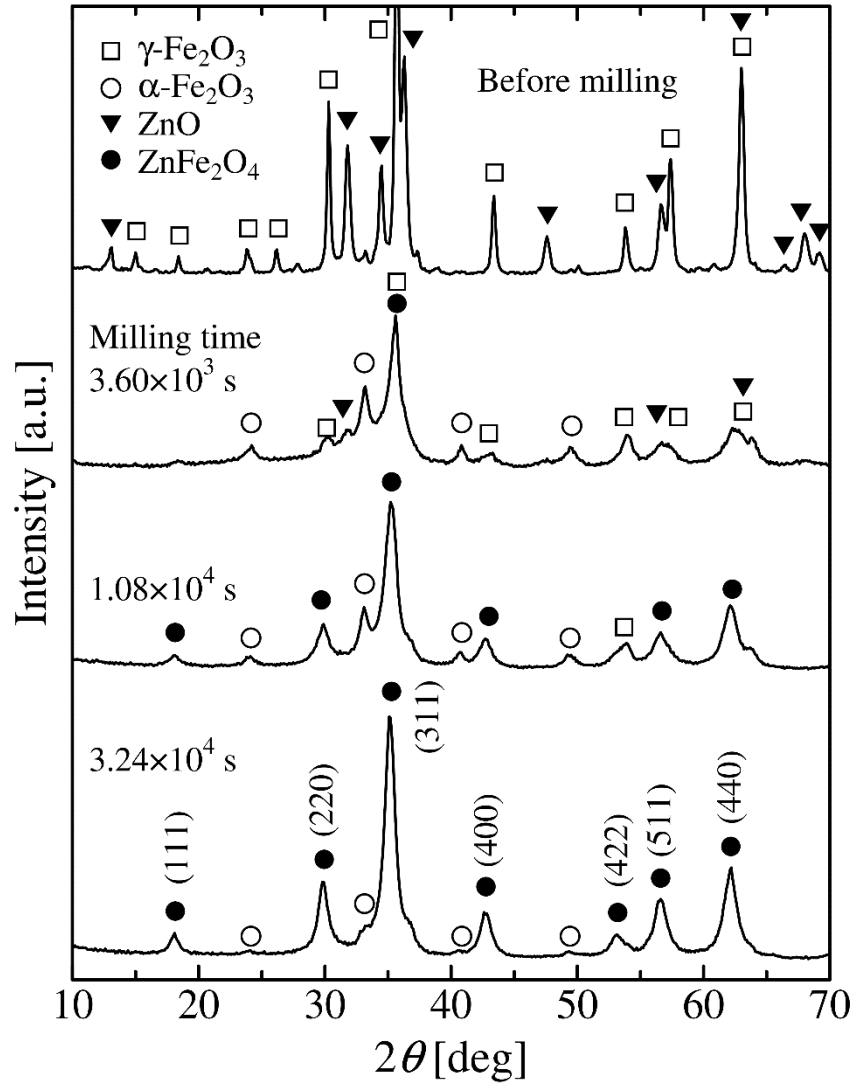 γ-Fe₂O₃
α-Fe₂O₃
ZnO
ZnFe₂O₄
Before milling
Milling time
3.60×10³ s
1.08×10⁴ s
3.24×10⁴ s
(111)
(220)
(311)
(400)
(422)
(511)
(440)
Intensity [a.u.]
10 20 30 40 50 60 70
2θ [deg]